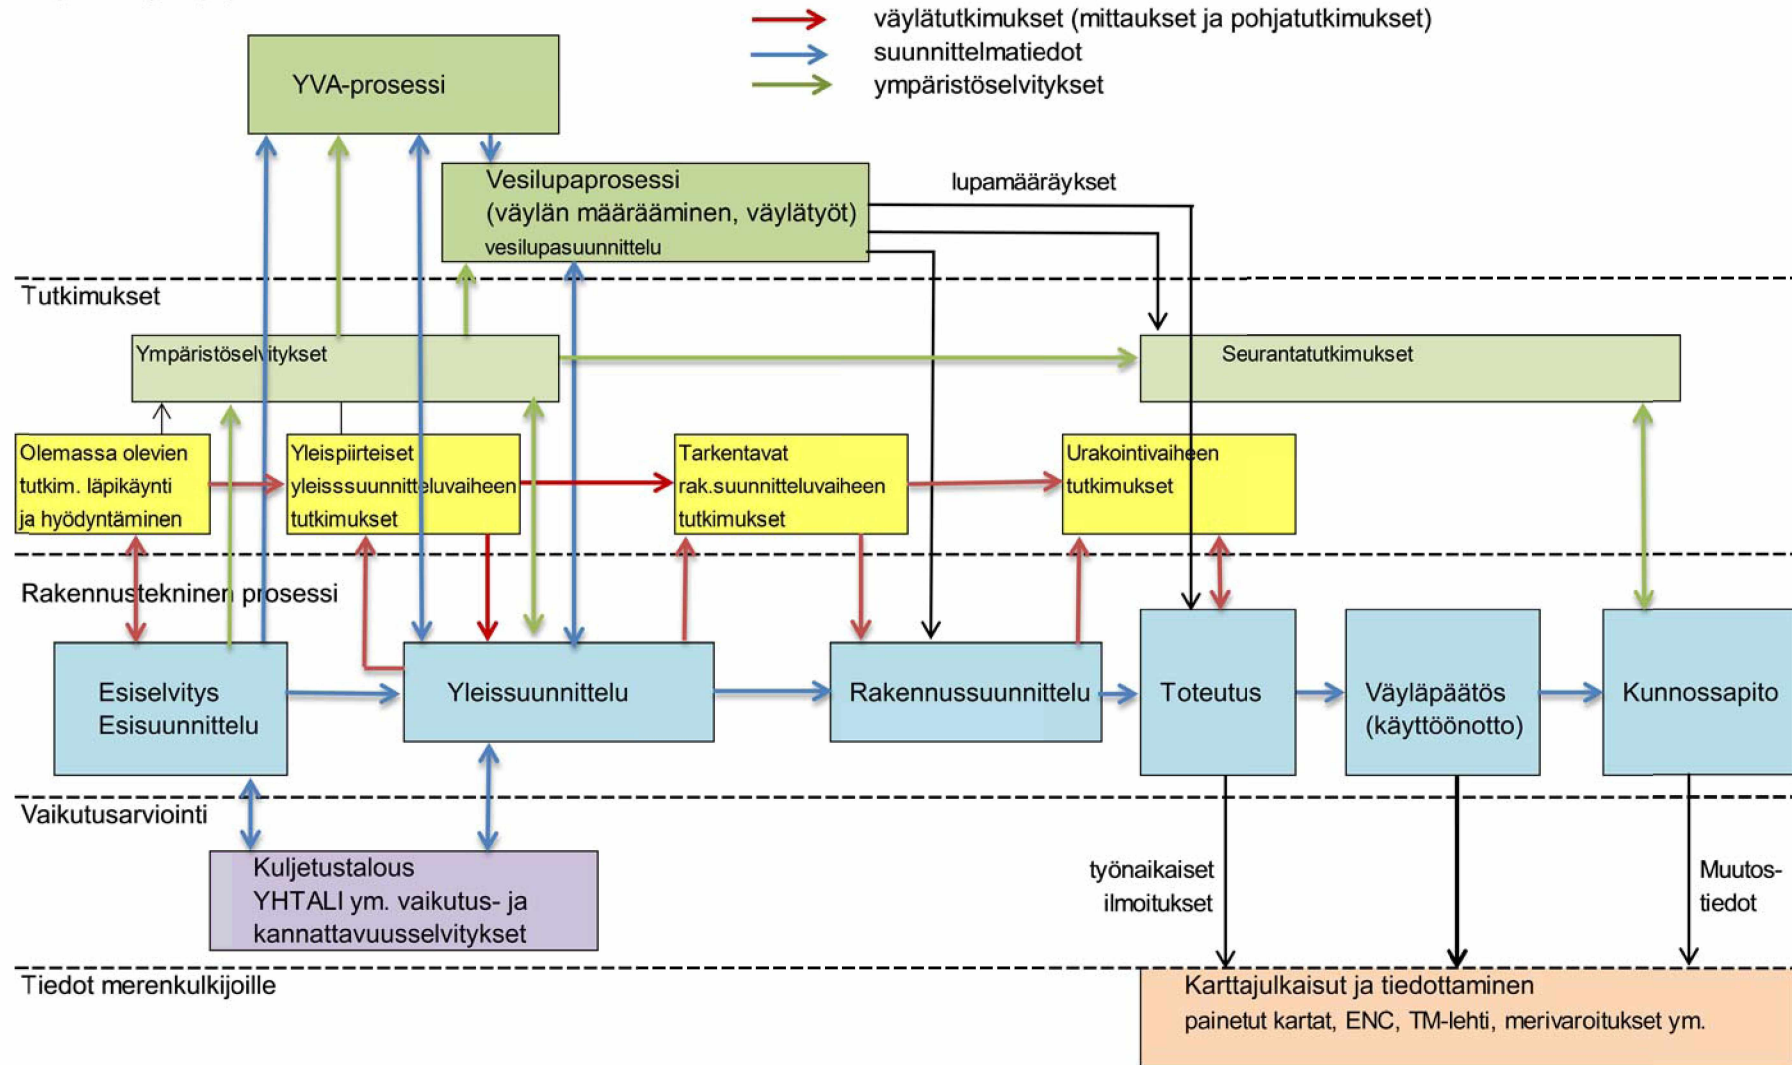 väylätutkimukset (mittaukset ja pohjatutkimukset)
suunnittelmatiedot
ympäristöselvitykset
YVA-prosessi
Vesilupaprosessi
(väylän määrääminen, väylätyöt)
vesilupasuunnittelu
lupamääräykset
Tutkimukset
Ympäristöselvitykset
Seurantatutkimukset
Olemassa olevien
tutkim. läpikäynti
ja hyödyntäminen
Yleispiirteiset
yleisssuunnitteluvaiheen
tutkimukset
Tarkentavat
rak.suunnitteluvaiheen
tutkimukset
Urakointivaiheen
tutkimukset
Rakennustekninen prosessi
Esiselvitys
Esisuunnittelu
Yleissuunnittelu
Rakennussuunnittelu
Toteutus
Väyläpäätös
(käyttöönotto)
Kunnossapito
Vaikutusarviointi
Kuljetustalous
YHTALI ym. vaikutus- ja
kannattavuusselvitykset
työnaikaiset
ilmoitukset
Muutos-
tiedot
Tiedot merenkulkijoille
Karttajulkaisut ja tiedottaminen
painetut kartat, ENC, TM-lehti, merivaroitukset ym.